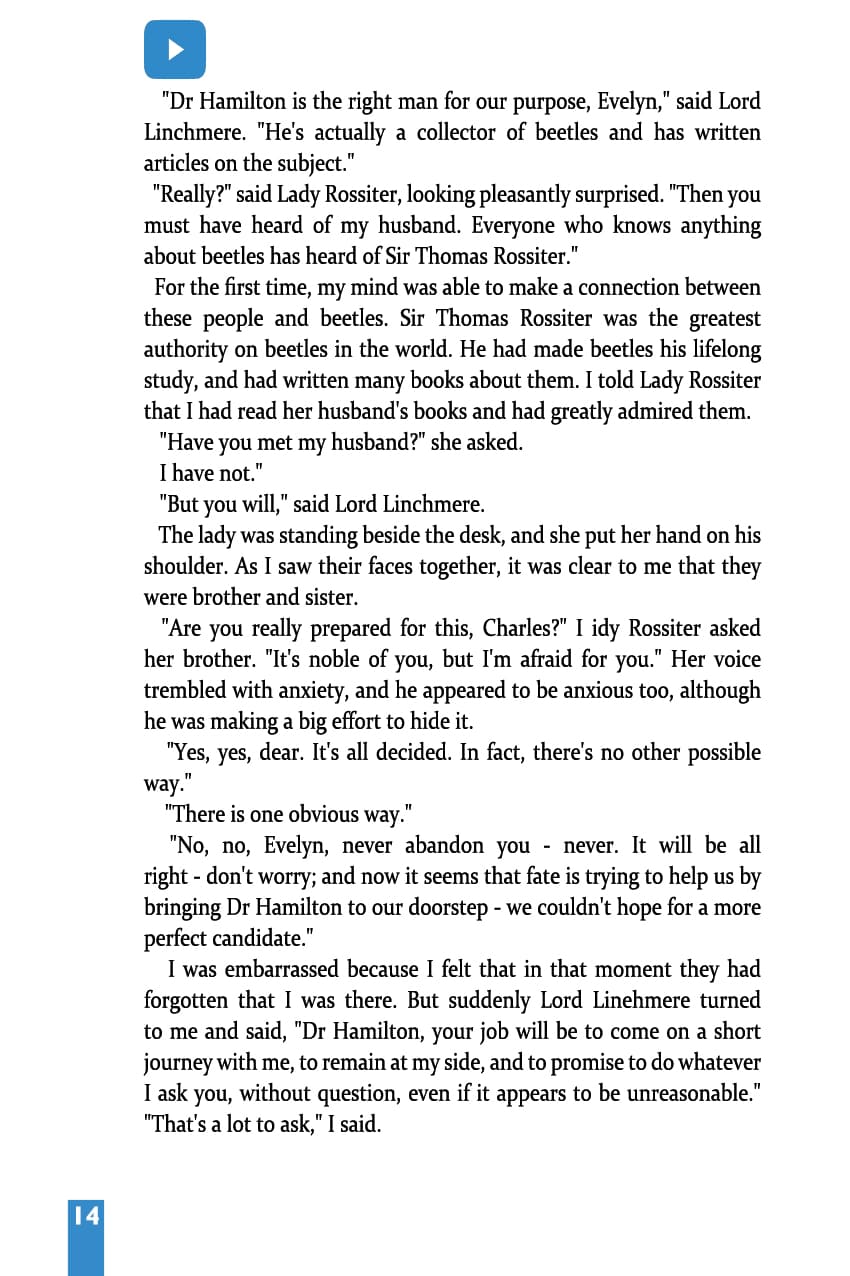 "Dr Hamilton is the right man for our purpose, Evelyn," said Lord
Linchmere. "He's actually a collector of beetles and has written
articles on the subject."
"Really?" said Lady Rossiter, looking pleasantly surprised. "Then you
must have heard of my husband. Everyone who knows anything
about beetles has heard of Sir Thomas Rossiter."
For the first time, my mind was able to make a connection between
these people and beetles. Sir Thomas Rossiter was the greatest
authority on beetles in the world. He had made beetles his lifelong
study, and had written many books about them. I told Lady Rossiter
that I had read her husband's books and had greatly admired them.
"Have you met my husband?" she asked.
I have not."
"But you will," said Lord Linchmere.
The lady was standing beside the desk, and she put her hand on his
shoulder. As I saw their faces together, it was clear to me that they
were brother and sister.
"Are you really prepared for this, Charles?" I idy Rossiter asked
her brother. "It's noble of you, but I'm afraid for you." Her voice
trembled with anxiety, and he appeared to be anxious too, although
he was making a big effort to hide it.
"Yes, yes, dear. It's all decided. In fact, there's no other possible
way."
"There is one obvious way."
"No, no, Evelyn, never abandon you - never. It will be all
right - don't worry; and now it seems that fate is trying to help us by
bringing Dr Hamilton to our doorstep - we couldn't hope for a more
perfect candidate."
I was embarrassed because I felt that in that moment they had
forgotten that I was there. But suddenly Lord Linehmere turned
to me and said, "Dr Hamilton, your job will be to come on a short
journey with me, to remain at my side, and to promise to do whatever
I ask you, without question, even if it appears to be unreasonable."
"That's a lot to ask," I said.
14